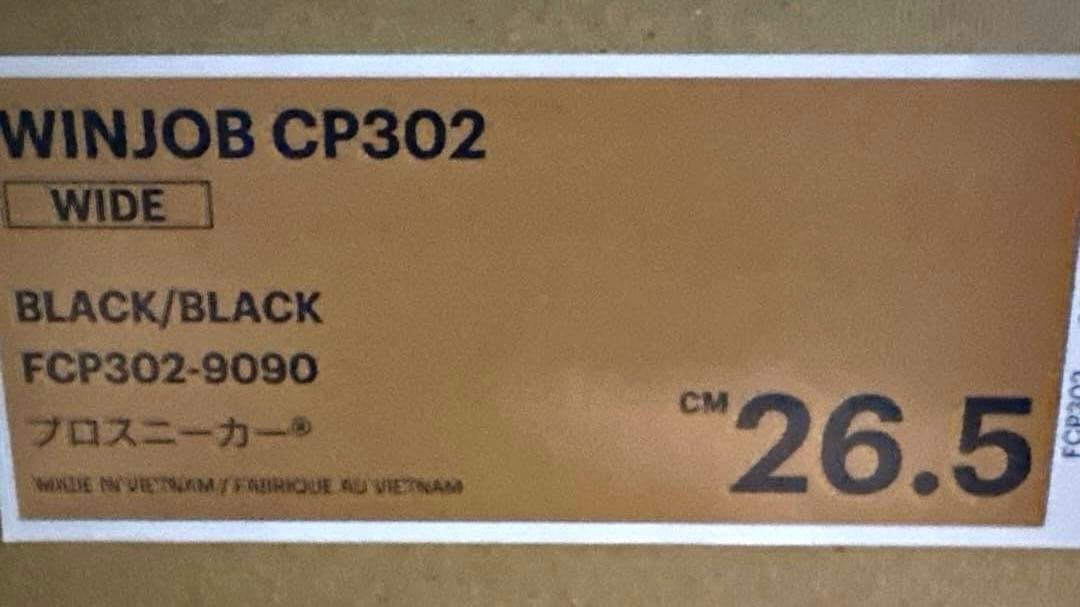 WINJOB CP302
WIDE
BLACK/BLACK
FCP302-9090
プロスニーカー®
CM 26.5
MADE IN VIETNAM / FABRIQUE AU VIETNAM
FCP302